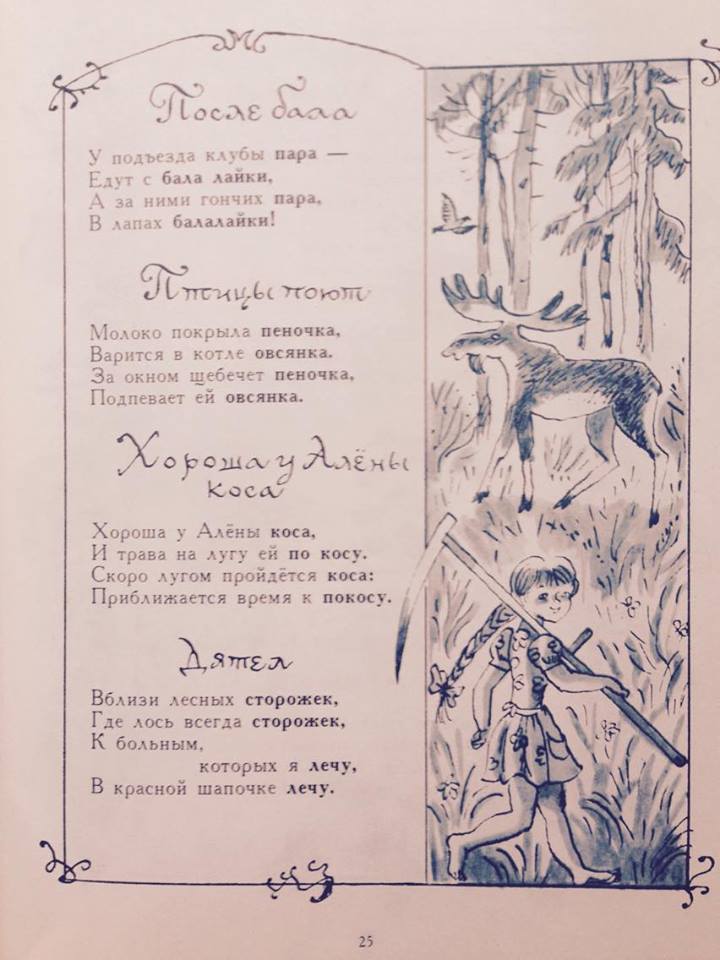 После бала
У подъезда клубы пара —
Едут с бала лайки,
А за ними гончих пара,
В лапах балалайки!
Птицы поют
Молоко покрыла пеночка,
Варится в котле овсянка.
За окном щебечет пеночка,
Подпевает ей овсянка.
Хороша у Алёны
коса
Хороша у Алёны коса,
И трава на лугу ей по косу.
Скоро лугом пройдётся коса:
Приближается время к покосу.
Дятел
Вблизи лесных сторожек,
Где лось всегда сторожек,
К больным,
которых я лечу,
В красной шапочке лечу.
25